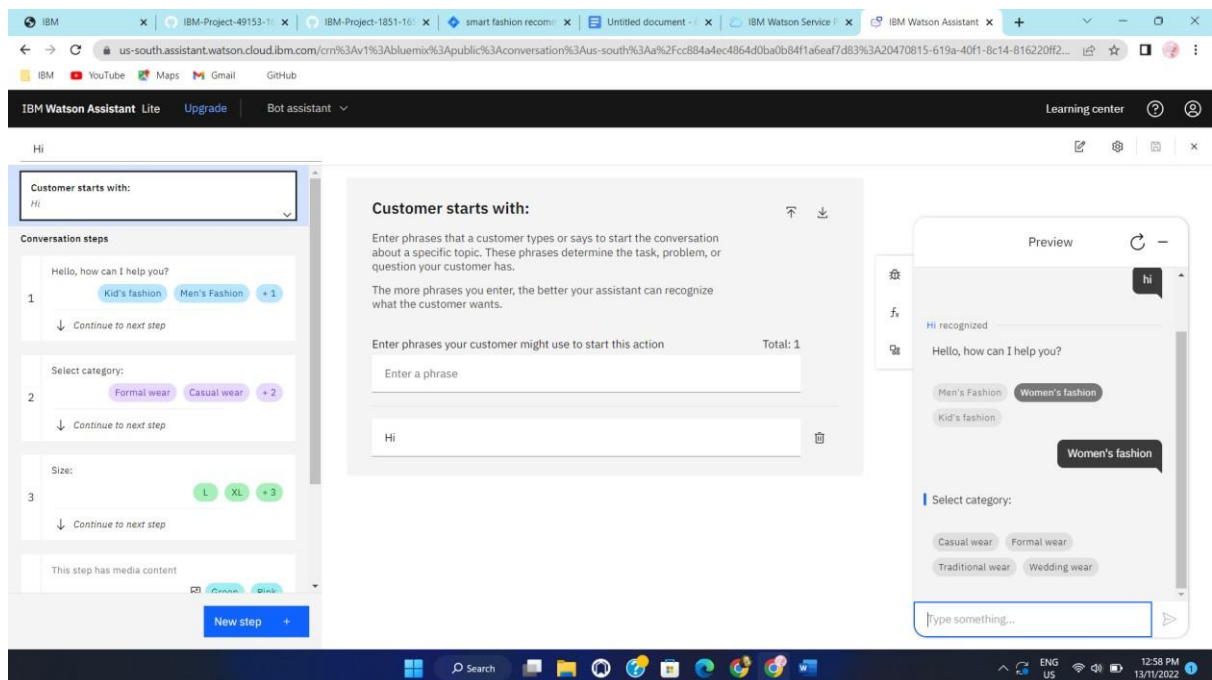 IBM
IBM-Project-49153-16
IBM-Project-1851-165
smart fashion recome
Untitled document -
IBM Watson Service P
IBM Watson Assistant
us-south.assistant.watson.cloud.ibm.com/crn%3Av1%3Abluemix%3Apublic%3Aconversation%3Aus-south%3Aa%2Fcc884a4ec4864d0ba0b84f1a6eaf7d83%3A20470815-619a-40f1-8c14-816220ff2...
IBM YouTube Maps Gmail GitHub
IBM Watson Assistant Lite Upgrade Bot assistant Learning center
Hi
Customer starts with:
Hi
Conversation steps
1
Hello, how can I help you?
Kid's fashion Men's Fashion + 1
Continue to next step
2
Select category:
Formal wear Casual wear + 2
Continue to next step
3
Size:
L XL + 3
Continue to next step
This step has media content
Green Pink
New step +
Customer starts with:
Enter phrases that a customer types or says to start the conversation
about a specific topic. These phrases determine the task, problem, or
question your customer has.
The more phrases you enter, the better your assistant can recognize
what the customer wants.
Enter phrases your customer might use to start this action Total: 1
Enter a phrase
Hi
Preview
hi
Hi recognized
Hello, how can I help you?
Men's Fashion Women's fashion
Kid's fashion
Women's fashion
Select category:
Casual wear Formal wear
Traditional wear Wedding wear
Type something...
Search
ENG
US
12:58 PM
13/11/2022
1